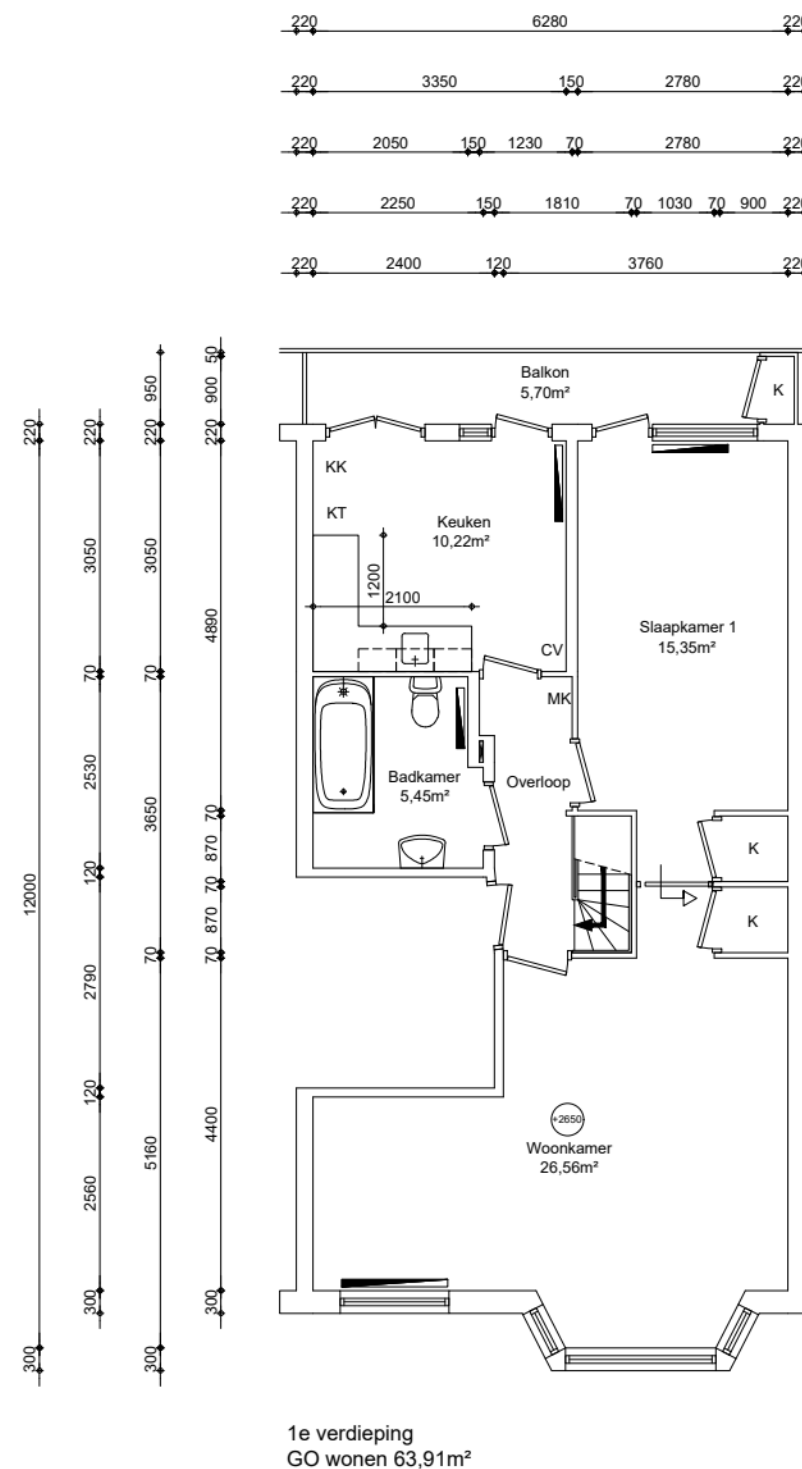 220 6280 220
220 3350 150 2780 220
220 2050 150 1230 70 2780 220
220 2250 150 1810 70 1030 70 900 220
220 2400 120 3760 220
950 220 3050 70 3650 70 5160 300
50 900 220 4890 70 870 70 870 70 4400 300
220 12000 300
220 3050 70 2530 120 2790 120 2560 300
Balkon
5,70m²
K
KK
KT
Keuken
10,22m²
1200
2100
CV
Slaapkamer 1
15,35m²
MK
Badkamer
5,45m²
Overloop
K
K
+2650
Woonkamer
26,56m²
1e verdieping
GO wonen 63,91m²